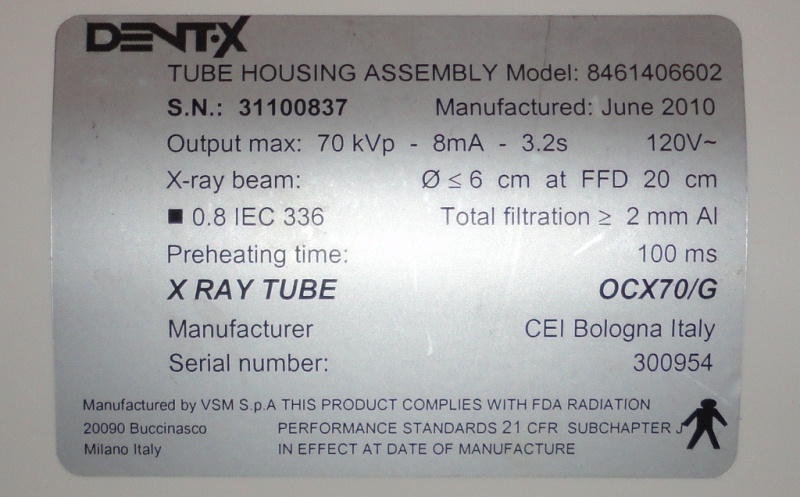 DENT-X
TUBE HOUSING ASSEMBLY Model: 8461406602
S.N.: 31100837 Manufactured: June 2010
Output max: 70 kVp - 8mA - 3.2s 120V~
X-ray beam: Ø ≤ 6 cm at FFD 20 cm
■ 0.8 IEC 336 Total filtration ≥ 2 mm Al
Preheating time: 100 ms
X RAY TUBE OCX70/G
Manufacturer CEI Bologna Italy
Serial number: 300954
Manufactured by VSM S.p.A THIS PRODUCT COMPLIES WITH FDA RADIATION
20090 Buccinasco PERFORMANCE STANDARDS 21 CFR SUBCHAPTER J
Milano Italy IN EFFECT AT DATE OF MANUFACTURE